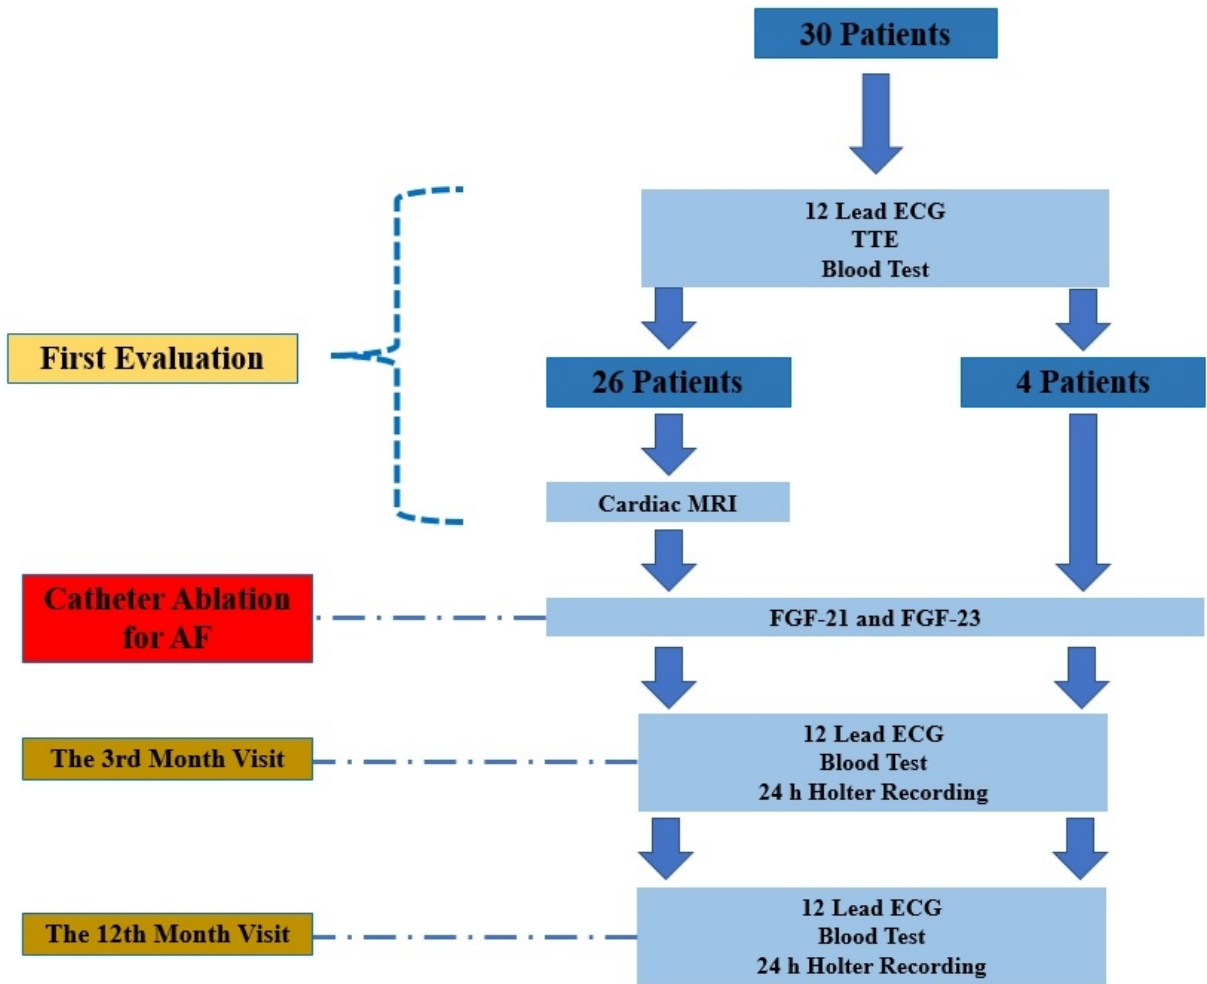 30 Patients
12 Lead ECG
TTE
Blood Test
First Evaluation
26 Patients
4 Patients
Cardiac MRI
Catheter Ablation
for AF
FGF-21 and FGF-23
The 3rd Month Visit
12 Lead ECG
Blood Test
24 h Holter Recording
The 12th Month Visit
12 Lead ECG
Blood Test
24 h Holter Recording